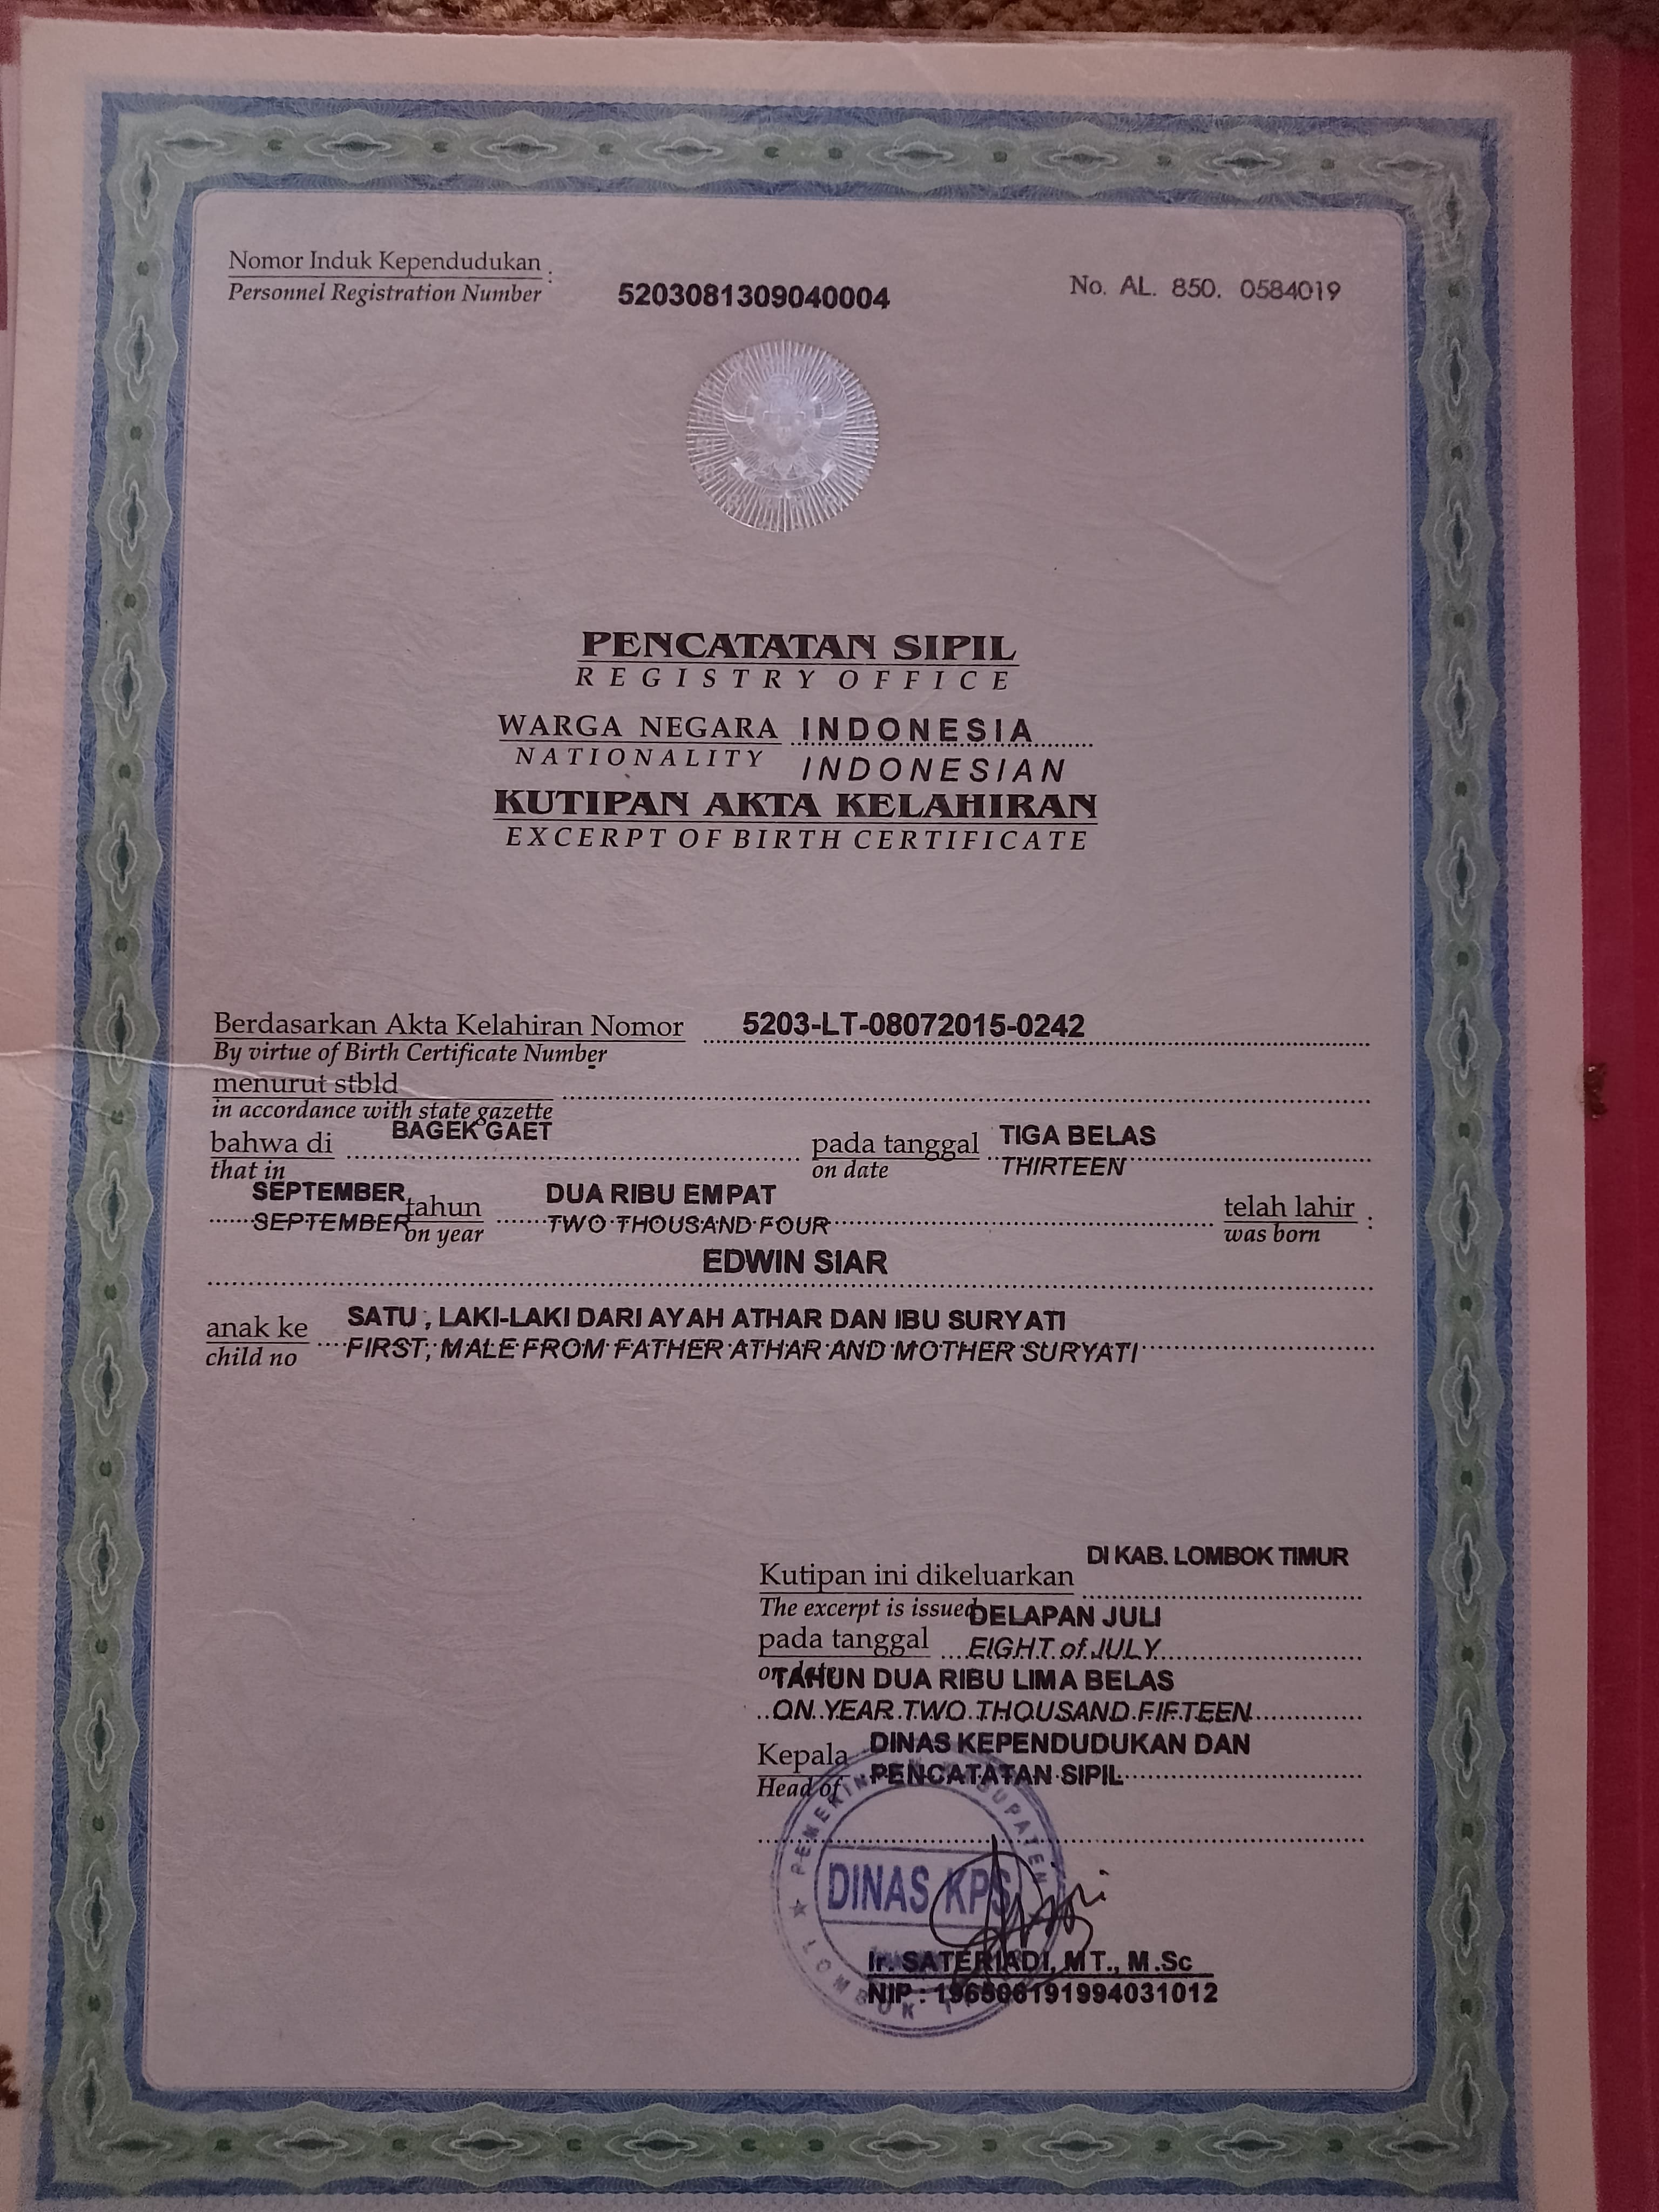 Nomor Induk Kependudukan :
Personnel Registration Number
5203081309040004
No. AL. 850. 0584019
PENCATATAN SIPIL
REGISTRY OFFICE
WARGA NEGARA INDONESIA
NATIONALITY INDONESIAN
KUTIPAN AKTA KELAHIRAN
EXCERPT OF BIRTH CERTIFICATE
Berdasarkan Akta Kelahiran Nomor 5203-LT-08072015-0242
By virtue of Birth Certificate Number
menurut stbld
in accordance with state gazette
bahwa di BAGEK GAET pada tanggal TIGA BELAS
that in on date THIRTEEN
SEPTEMBER tahun DUA RIBU EMPAT telah lahir :
SEPTEMBER on year TWO THOUSAND FOUR was born
EDWIN SIAR
anak ke SATU , LAKI-LAKI DARI AYAH ATHAR DAN IBU SURYATI
child no FIRST, MALE FROM FATHER ATHAR AND MOTHER SURYATI
Kutipan ini dikeluarkan DI KAB. LOMBOK TIMUR
The excerpt is issued DELAPAN JULI
pada tanggal EIGHT of JULY
on date TAHUN DUA RIBU LIMA BELAS
ON YEAR TWO THOUSAND FIFTEEN
Kepala DINAS KEPENDUDUKAN DAN
Head of PENCATATAN SIPIL
PEMERINTAH KABUPATEN
DINAS KPS
LOMBOK
Ir. SATERIADI, MT., M.Sc
NIP : 196506191994031012